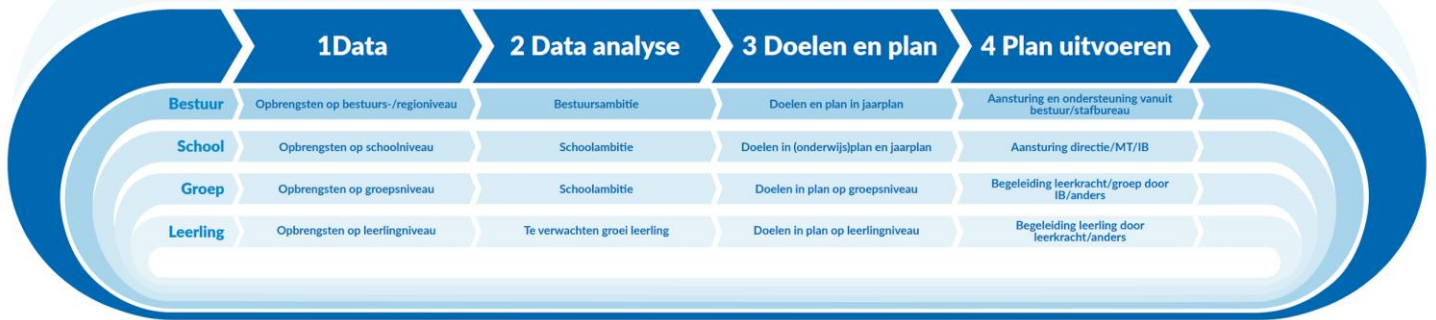 1Data 2 Data analyse 3 Doelen en plan 4 Plan uitvoeren
Bestuur Opbrengsten op bestuurs-/regioniveau Bestuursambitie Doelen en plan in jaarplan Aansturing en ondersteuning vanuit
bestuur/stafbureau
School Opbrengsten op schoolniveau Schoolambitie Doelen in (onderwijs)plan en jaarplan Aansturing directie/MT/IB
Groep Opbrengsten op groepsniveau Schoolambitie Doelen in plan op groepsniveau Begeleiding leerkracht/groep door
IB/anders
Leerling Opbrengsten op leerlingniveau Te verwachten groei leerling Doelen in plan op leerlingniveau Begeleiding leerling door
leerkracht/anders